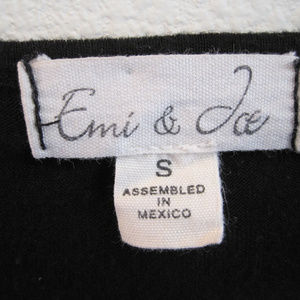 Emi & Joe
S
ASSEMBLED
IN
MEXICO